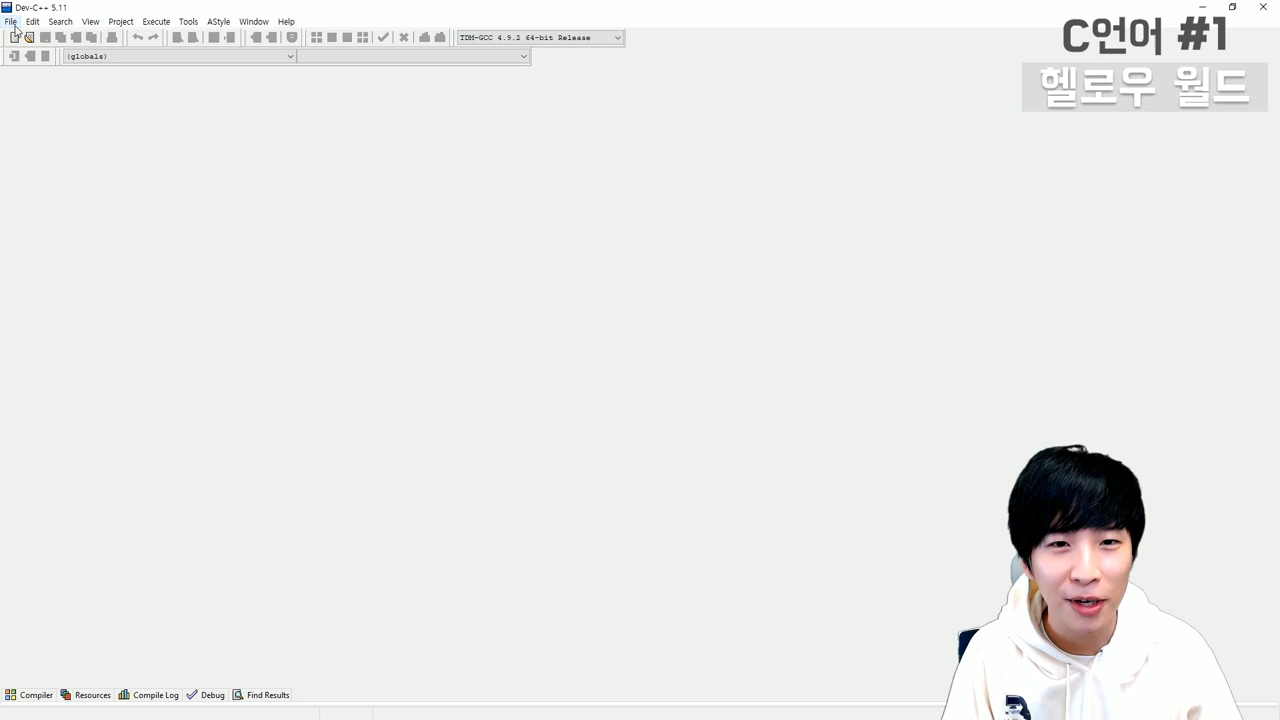 Dev-C++ 5.11
File Edit Search View Project Execute Tools AStyle Window Help
TDM-GCC 4.9.2 64-bit Release
(globals)
C언어 #1
헬로우 월드
Compiler Resources Compile Log Debug Find Results